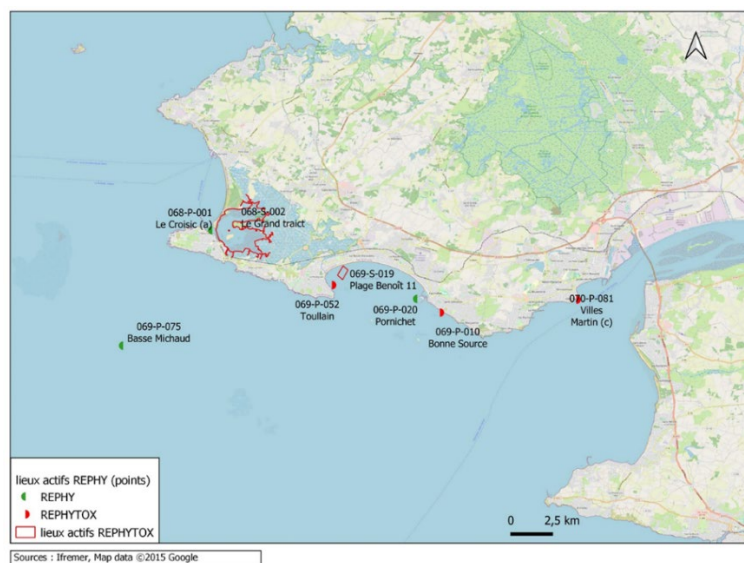 068-P-001
Le Croisic (a)
068-S-002
Le Grand traict
069-S-019
Plage Benoît 11
069-P-052
Toullain
069-P-020
Pornichet
070-P-081
Villes
Martin (c)
069-P-010
Bonne Source
069-P-075
Basse Michaud
lieux actifs REPHY (points)
REPHY
REPHYTOX
lieux actifs REPHYTOX
0 2,5 km
Sources : Ifremer, Map data ©2015 Google